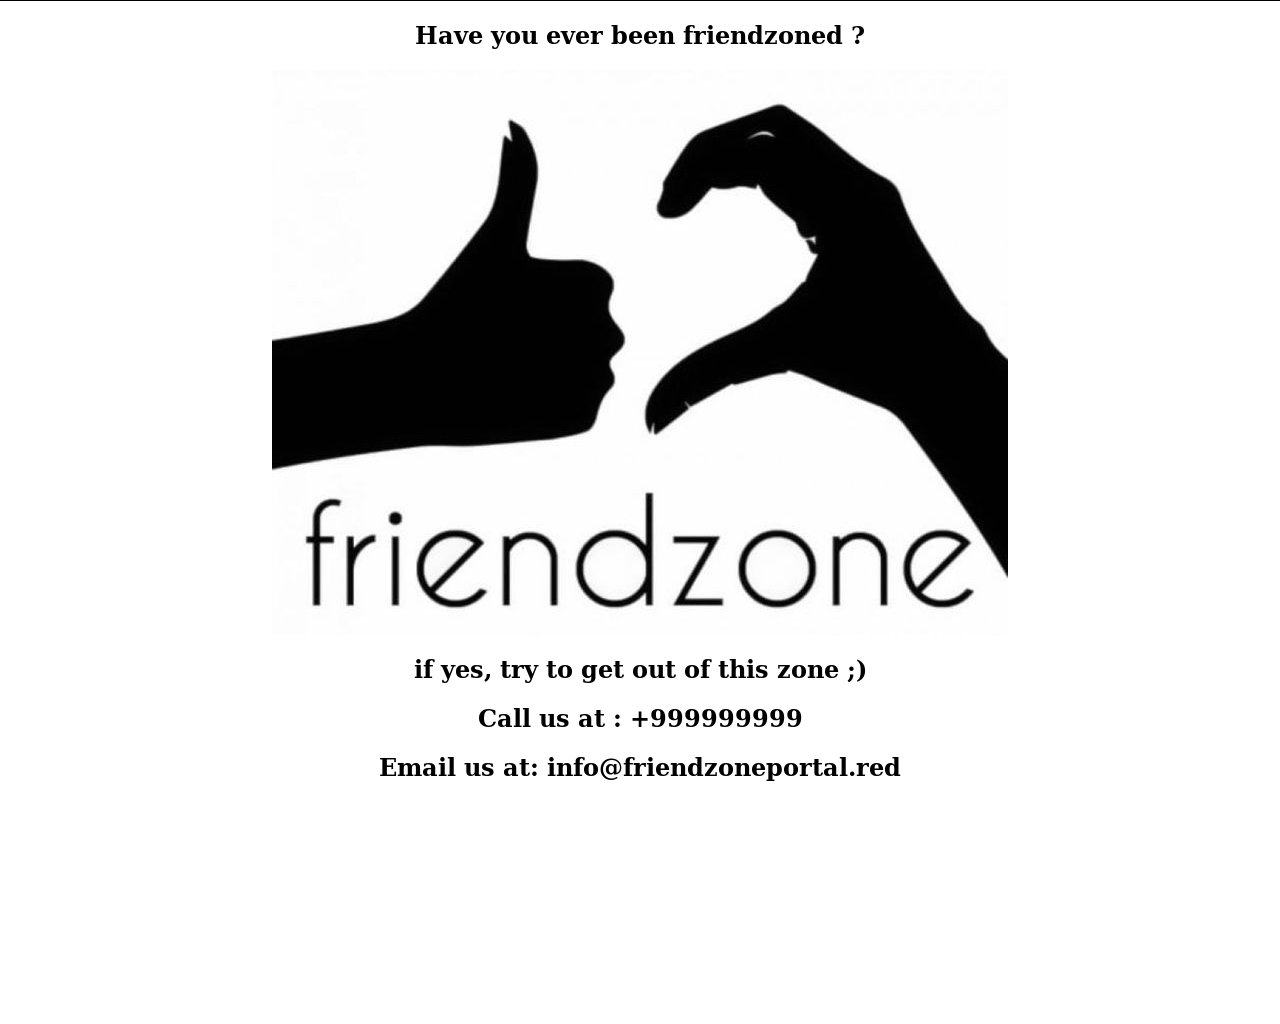 Have you ever been friendzoned ?
friendzone
if yes, try to get out of this zone ;)
Call us at : +999999999
Email us at: info@friendzoneportal.red